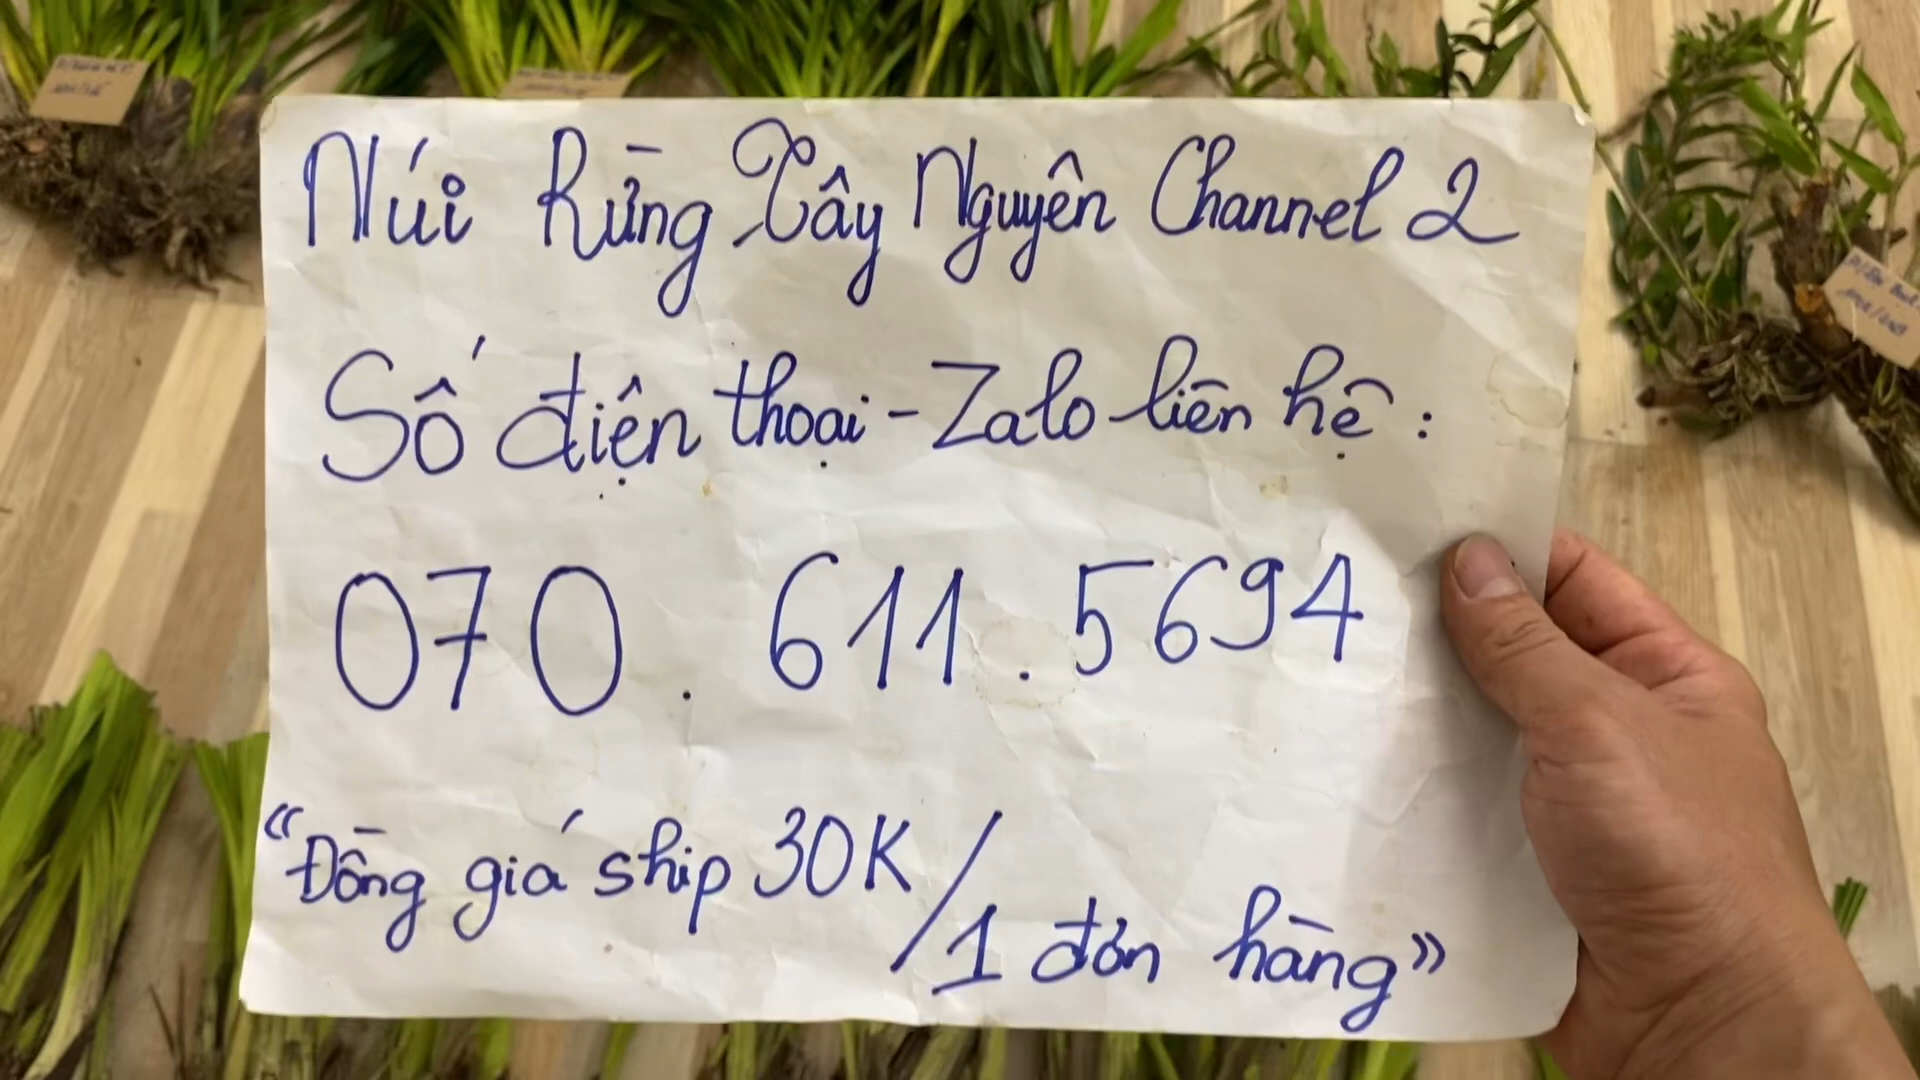 Núi Rừng Tây Nguyên Channel 2
Số điện thoại - Zalo liên hệ :
070 . 611 . 5694
“Đồng giá ship 30K/1 đơn hàng”